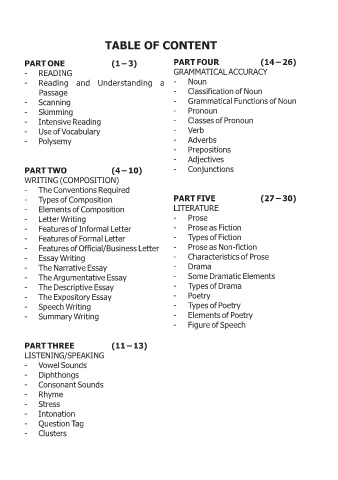 TABLE OF CONTENT
PART ONE (1–3)
- READING
- Reading and Understanding a
Passage
- Scanning
- Skimming
- Intensive Reading
- Use of Vocabulary
- Polysemy
PART TWO (4–10)
WRITING (COMPOSITION)
- The Conventions Required
- Types of Composition
- Elements of Composition
- Letter Writing
- Features of Informal Letter
- Features of Formal Letter
- Features of Official/Business Letter
- Essay Writing
- The Narrative Essay
- The Argumentative Essay
- The Descriptive Essay
- The Expository Essay
- Speech Writing
- Summary Writing
PART THREE (11–13)
LISTENING/SPEAKING
- Vowel Sounds
- Diphthongs
- Consonant Sounds
- Rhyme
- Stress
- Intonation
- Question Tag
- Clusters
PART FOUR (14–26)
GRAMMATICAL ACCURACY
- Noun
- Classification of Noun
- Grammatical Functions of Noun
- Pronoun
- Classes of Pronoun
- Verb
- Adverbs
- Prepositions
- Adjectives
- Conjunctions
PART FIVE (27–30)
LITERATURE
- Prose
- Prose as Fiction
- Types of Fiction
- Prose as Non-fiction
- Characteristics of Prose
- Drama
- Some Dramatic Elements
- Types of Drama
- Poetry
- Types of Poetry
- Elements of Poetry
- Figure of Speech